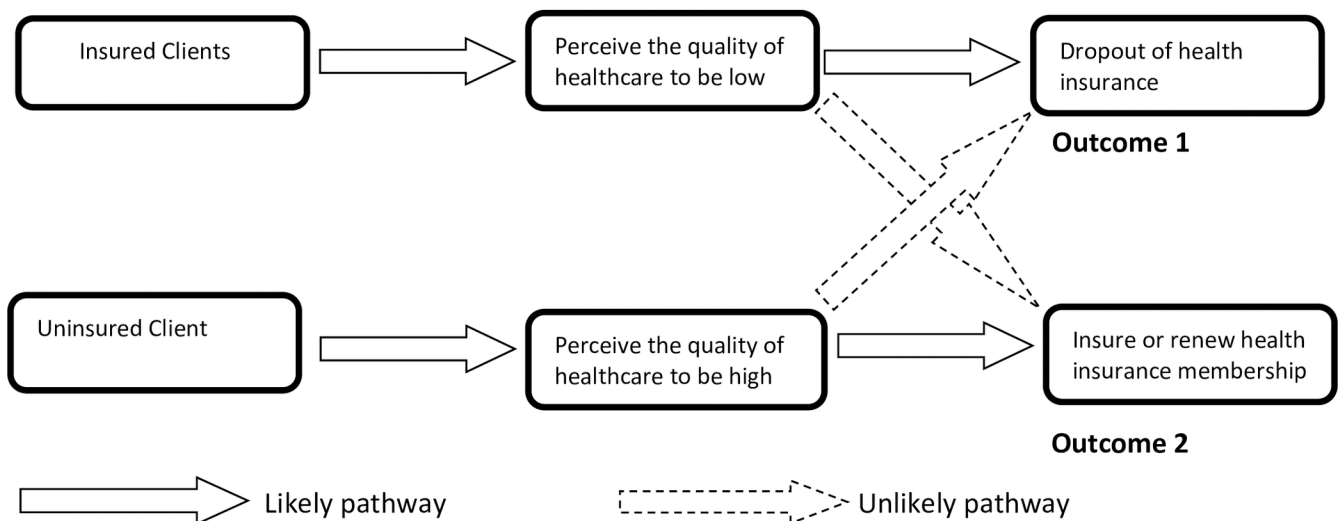 Insured Clients
Perceive the quality of
healthcare to be low
Dropout of health
insurance
Outcome 1
Uninsured Client
Perceive the quality of
healthcare to be high
Insure or renew health
insurance membership
Outcome 2
Likely pathway
Unlikely pathway